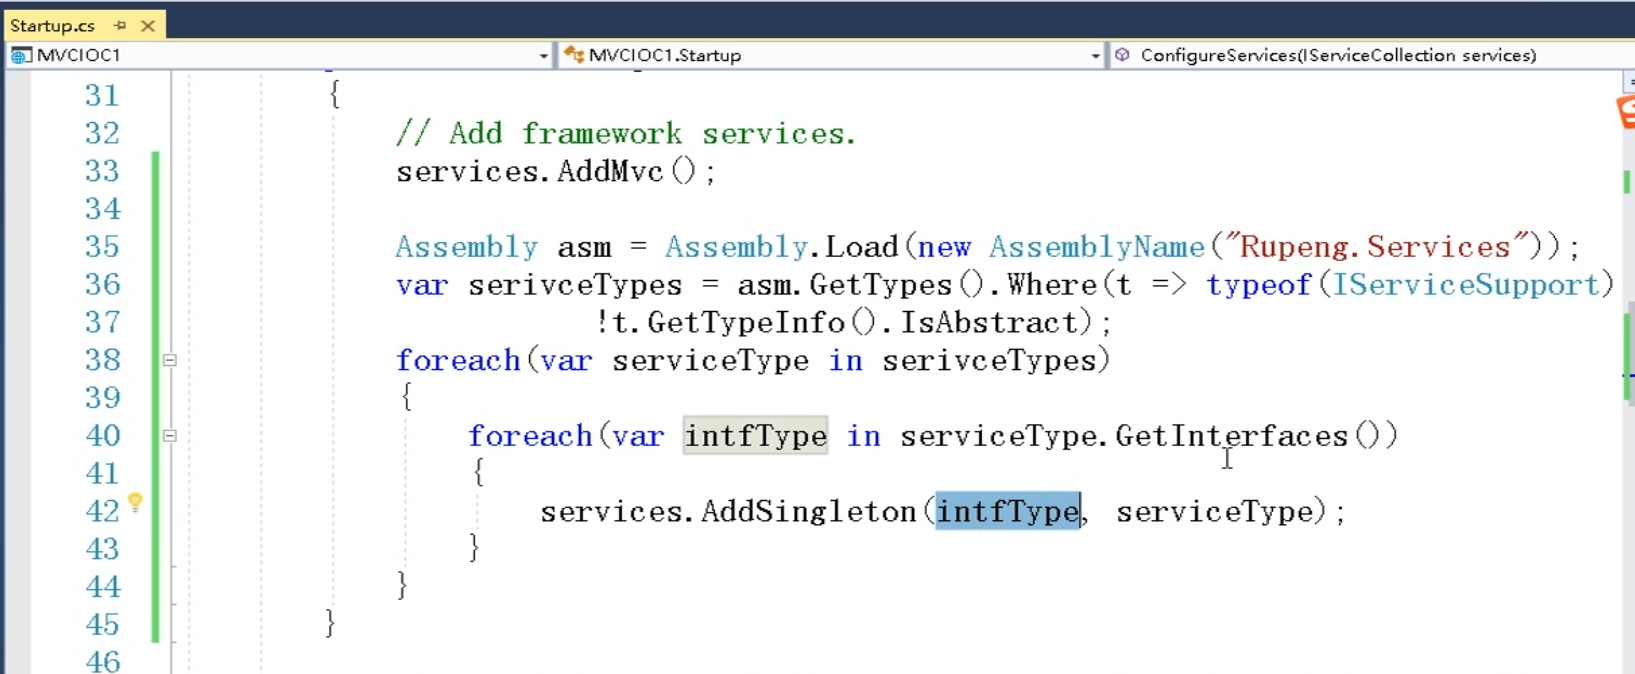 Startup.cs
MVCIOC1
MVCIOC1.Startup
ConfigureServices(IServiceCollection services)
31 {
32 // Add framework services.
33 services.AddMvc();
34
35 Assembly asm = Assembly.Load(new AssemblyName("Rupeng.Services"));
36 var serivceTypes = asm.GetTypes().Where(t => typeof(IServiceSupport)
37 !t.GetTypeInfo().IsAbstract);
38 foreach(var serviceType in serivceTypes)
39 {
40 foreach(var intfType in serviceType.GetInterfaces())
41 {
42 services.AddSingleton(intfType, serviceType);
43 }
44 }
45 }
46